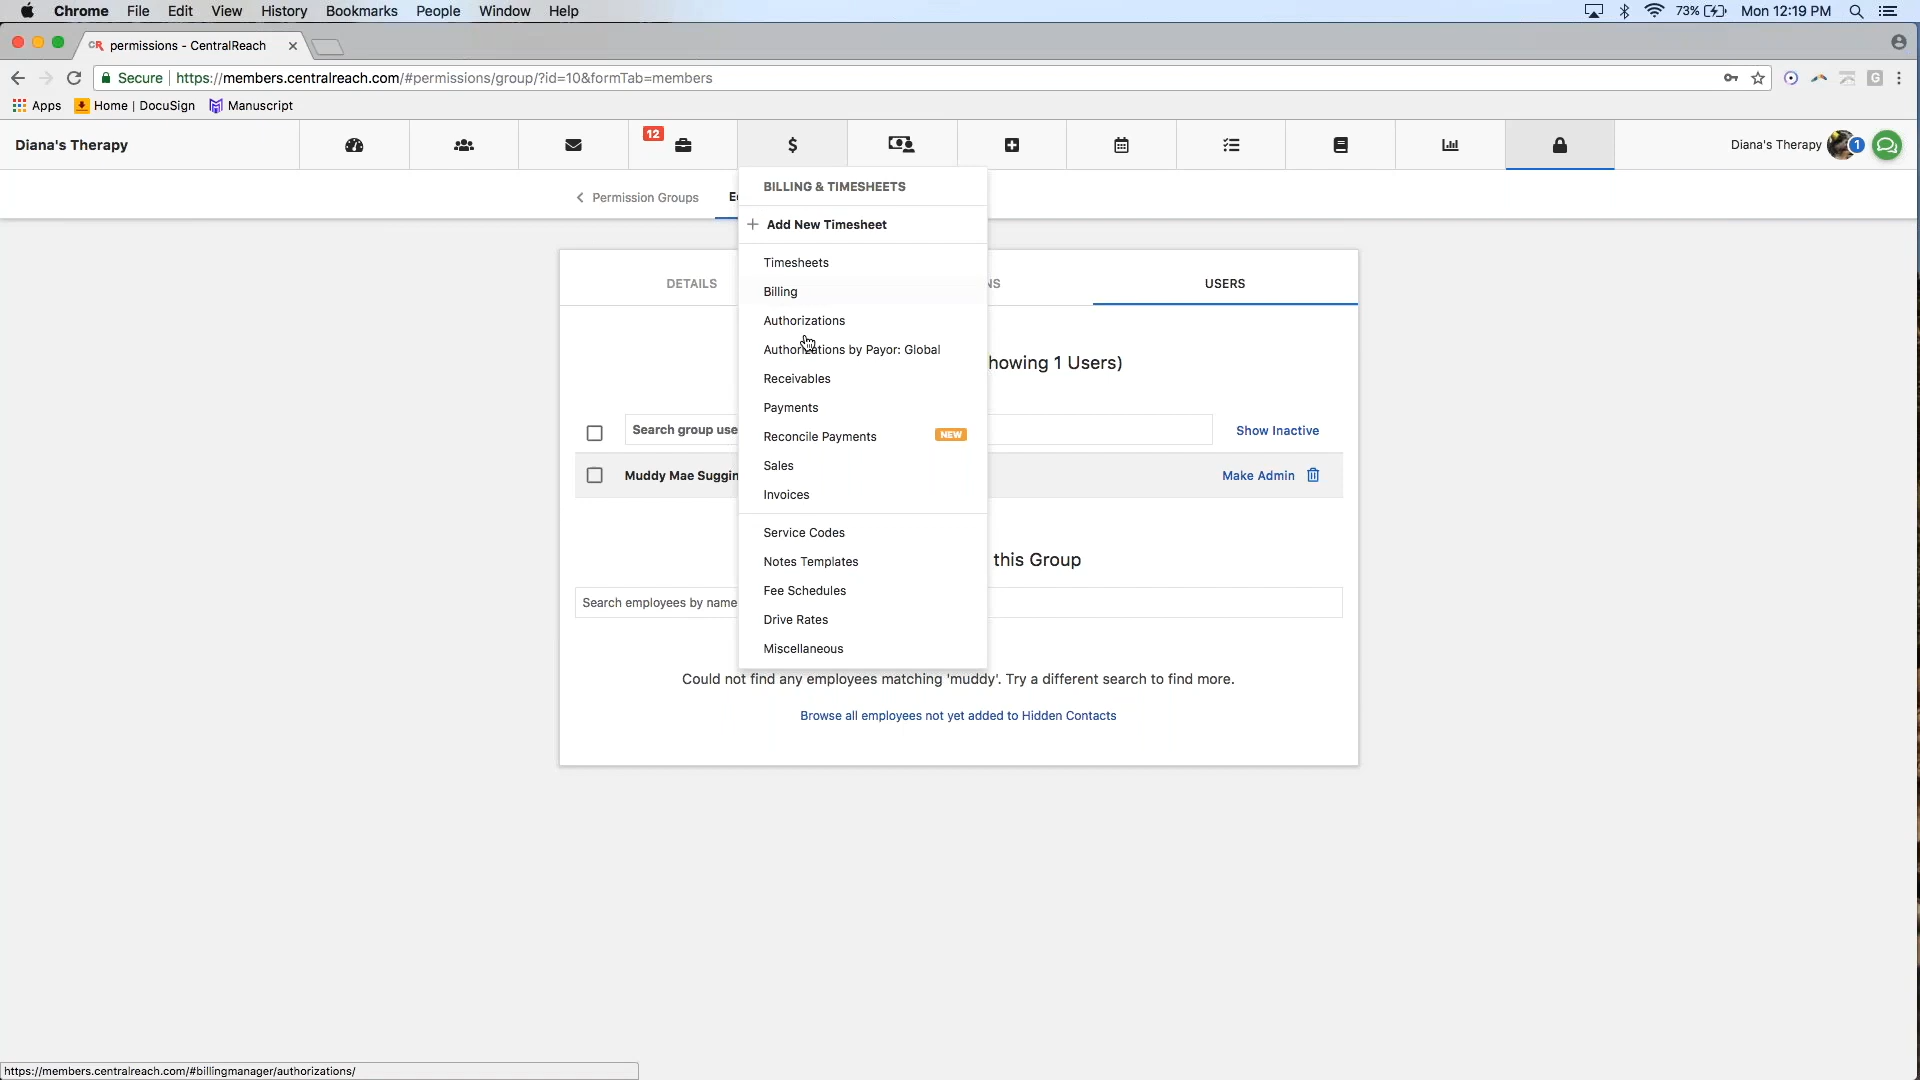 Chrome File Edit View History Bookmarks People Window Help 73% Mon 12:19 PM
CR permissions - CentralReach
Secure https://members.centralreach.com/#permissions/group/?id=10&formTab=members
Apps Home | DocuSign Manuscript
Diana's Therapy 12 $ Diana's Therapy 1
Permission Groups
BILLING & TIMESHEETS
+ Add New Timesheet
DETAILS NS USERS
Timesheets
Billing
Authorizations
Authorizations by Payor: Global
Receivables
Payments
Reconcile Payments NEW
Sales
Invoices
Service Codes
Notes Templates
Fee Schedules
Drive Rates
Miscellaneous
howing 1 Users)
Search group use
Show Inactive
Muddy Mae Suggin
Make Admin
this Group
Search employees by name
Could not find any employees matching 'muddy'. Try a different search to find more.
Browse all employees not yet added to Hidden Contacts
https://members.centralreach.com/#billingmanager/authorizations/